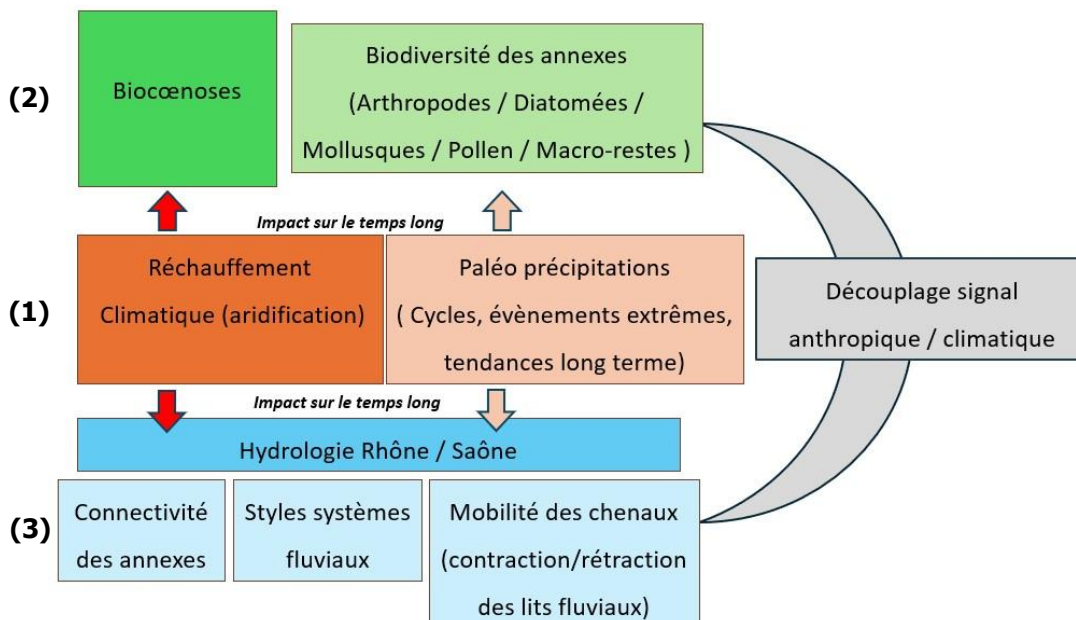 (2)
Biocœnoses
Biodiversité des annexes
(Arthropodes / Diatomées /
Mollusques / Pollen / Macro-restes )
Impact sur le temps long
(1)
Réchauffement
Climatique (aridification)
Paléo précipitations
( Cycles, évènements extrêmes,
tendances long terme)
Découplage signal
anthropique / climatique
Impact sur le temps long
Hydrologie Rhône / Saône
(3)
Connectivité
des annexes
Styles systèmes
fluviaux
Mobilité des chenaux
(contraction/rétraction
des lits fluviaux)